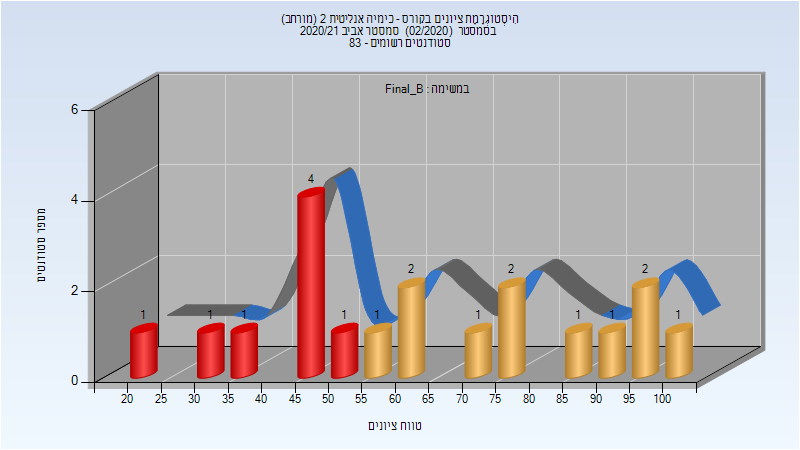 היסטוגרמת ציונים בקורס - כימיה אנליטית 2 (מורחב)
בסמסטר (02/2020) סמסטר אביב 2020/21
סטודנטים רשומים - 83
במשימה : Final_B
מספר סטודנטים
6
4
2
0
1 1 1 4 1 1 2 1 2 1 1 2 1
20 25 30 35 40 45 50 55 60 65 70 75 80 85 90 95 100
טווח ציונים